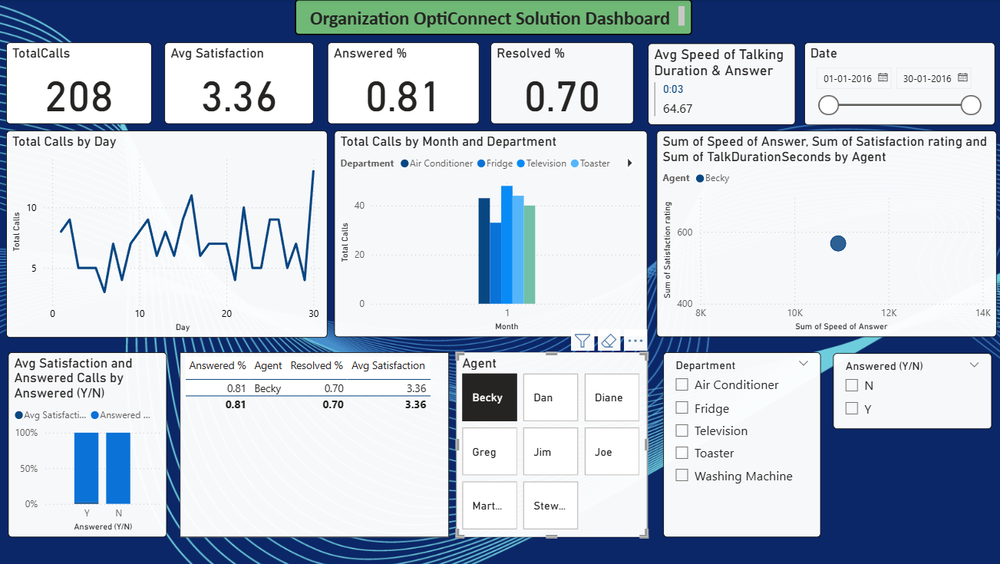 Organization OptiConnect Solution Dashboard
TotalCalls
208
Avg Satisfaction
3.36
Answered %
0.81
Resolved %
0.70
Avg Speed of Talking
Duration & Answer
0:03
64.67
Date
01-01-2016 30-01-2016
Total Calls by Day
10
5
Total Calls
0 10 20 30
Day
Total Calls by Month and Department
Department Air Conditioner Fridge Television Toaster
40
20
0
Total Calls
1
Month
Sum of Speed of Answer, Sum of Satisfaction rating and
Sum of TalkDurationSeconds by Agent
Agent Becky
600
400
Sum of Satisfaction rating
8K 10K 12K 14K
Sum of Speed of Answer
Avg Satisfaction and
Answered Calls by
Answered (Y/N)
Avg Satisfacti... Answered ...
100%
50%
0%
Y N
Answered (Y/N)
Answered % Agent Resolved % Avg Satisfaction
0.81 Becky 0.70 3.36
0.81 0.70 3.36
Agent
Becky Dan Diane
Greg Jim Joe
Mart... Stew...
Department
Air Conditioner
Fridge
Television
Toaster
Washing Machine
Answered (Y/N)
N
Y